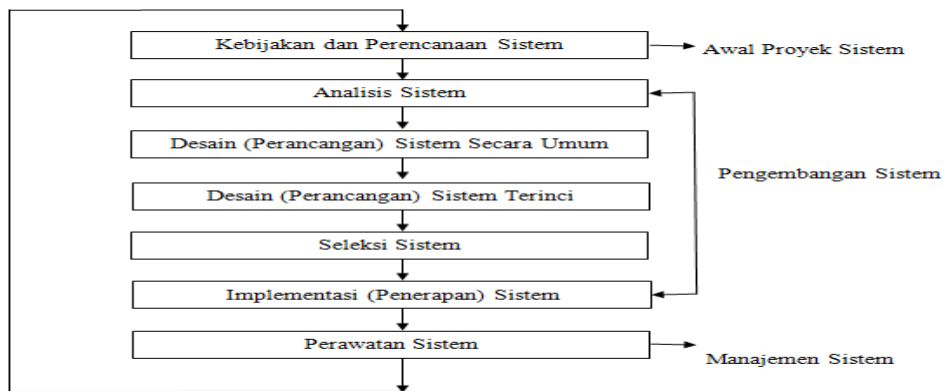 Kebijakan dan Perencanaan Sistem
Awal Proyek Sistem
Analisis Sistem
Desain (Perancangan) Sistem Secara Umum
Pengembangan Sistem
Desain (Perancangan) Sistem Terinci
Seleksi Sistem
Implementasi (Penerapan) Sistem
Perawatan Sistem
Manajemen Sistem